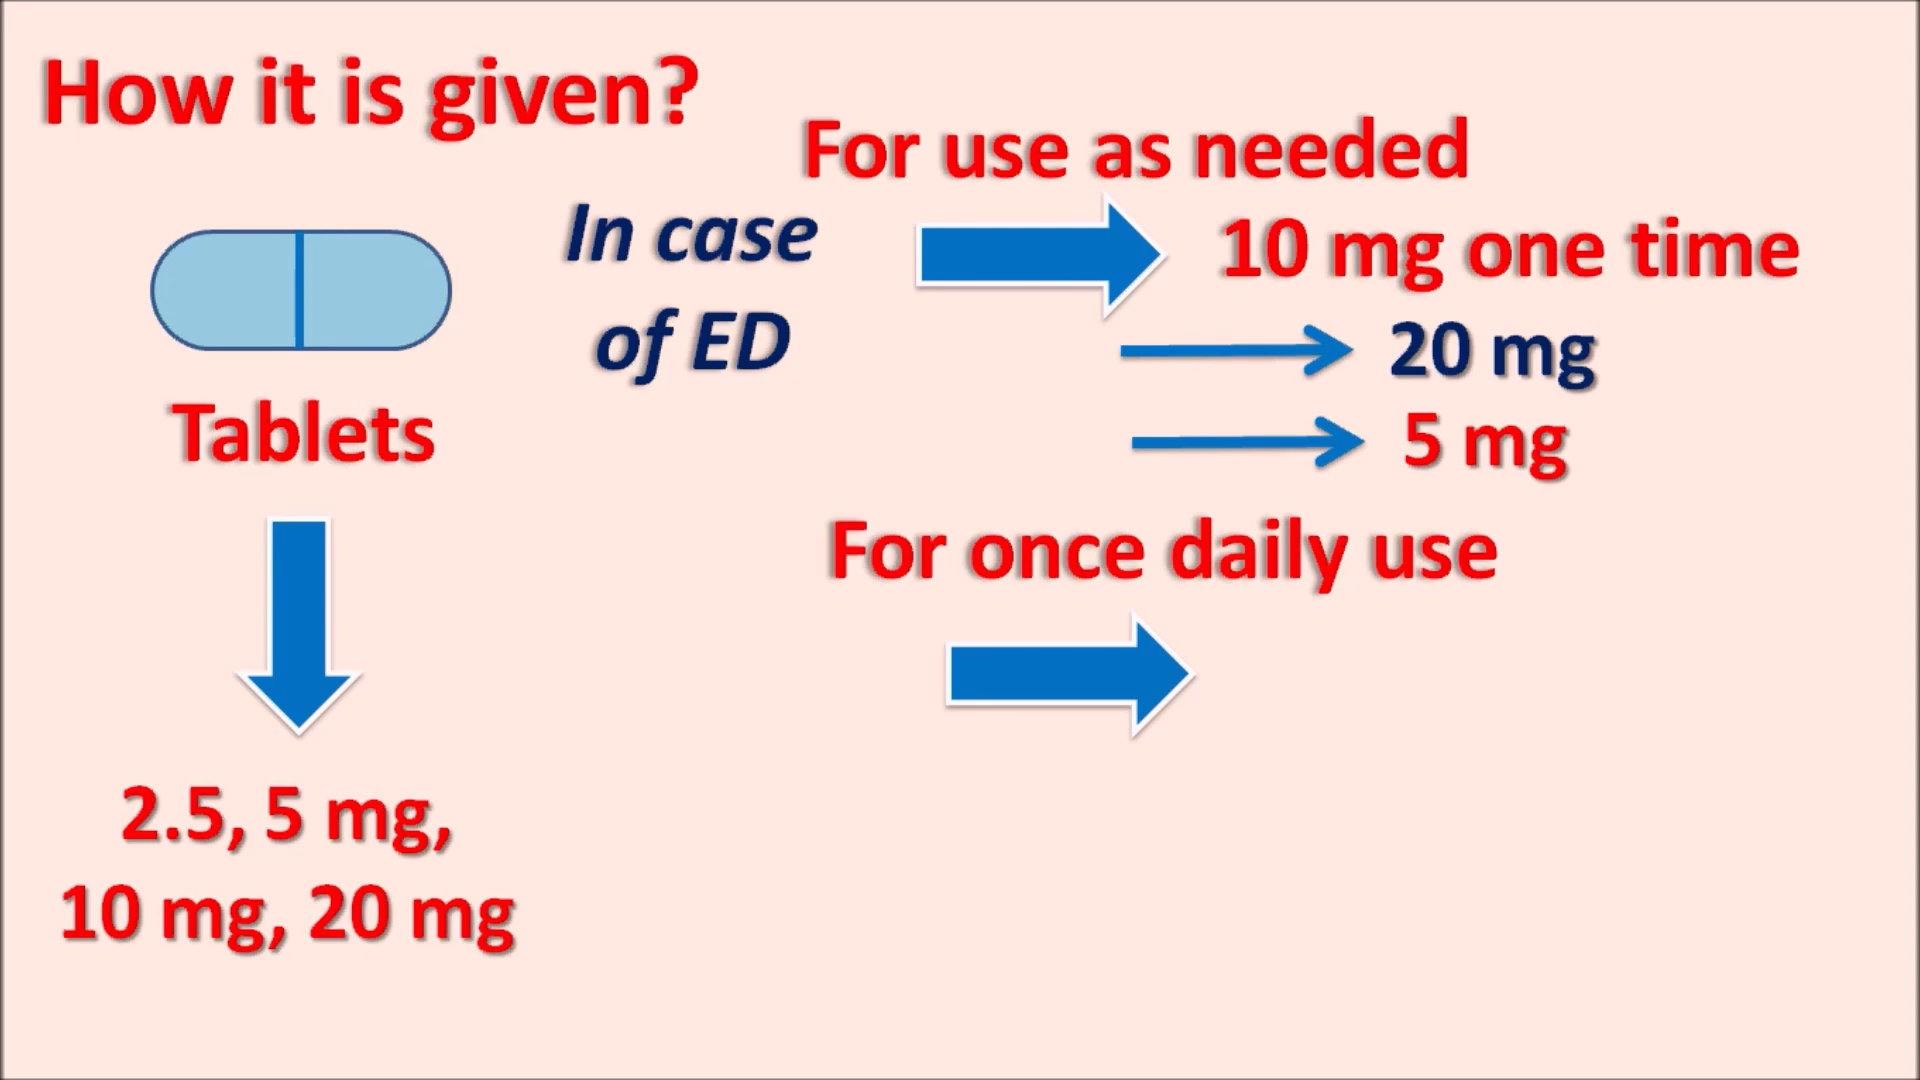 How it is given?
Tablets
2.5, 5 mg,
10 mg, 20 mg
In case
of ED
For use as needed
10 mg one time
20 mg
5 mg
For once daily use